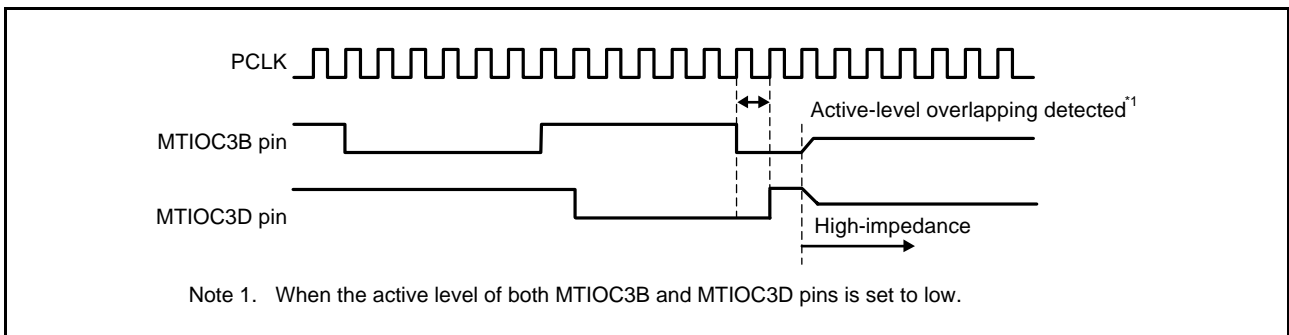 PCLK
Active-level overlapping detected*1
MTIOC3B pin
MTIOC3D pin
High-impedance
Note 1. When the active level of both MTIOC3B and MTIOC3D pins is set to low.